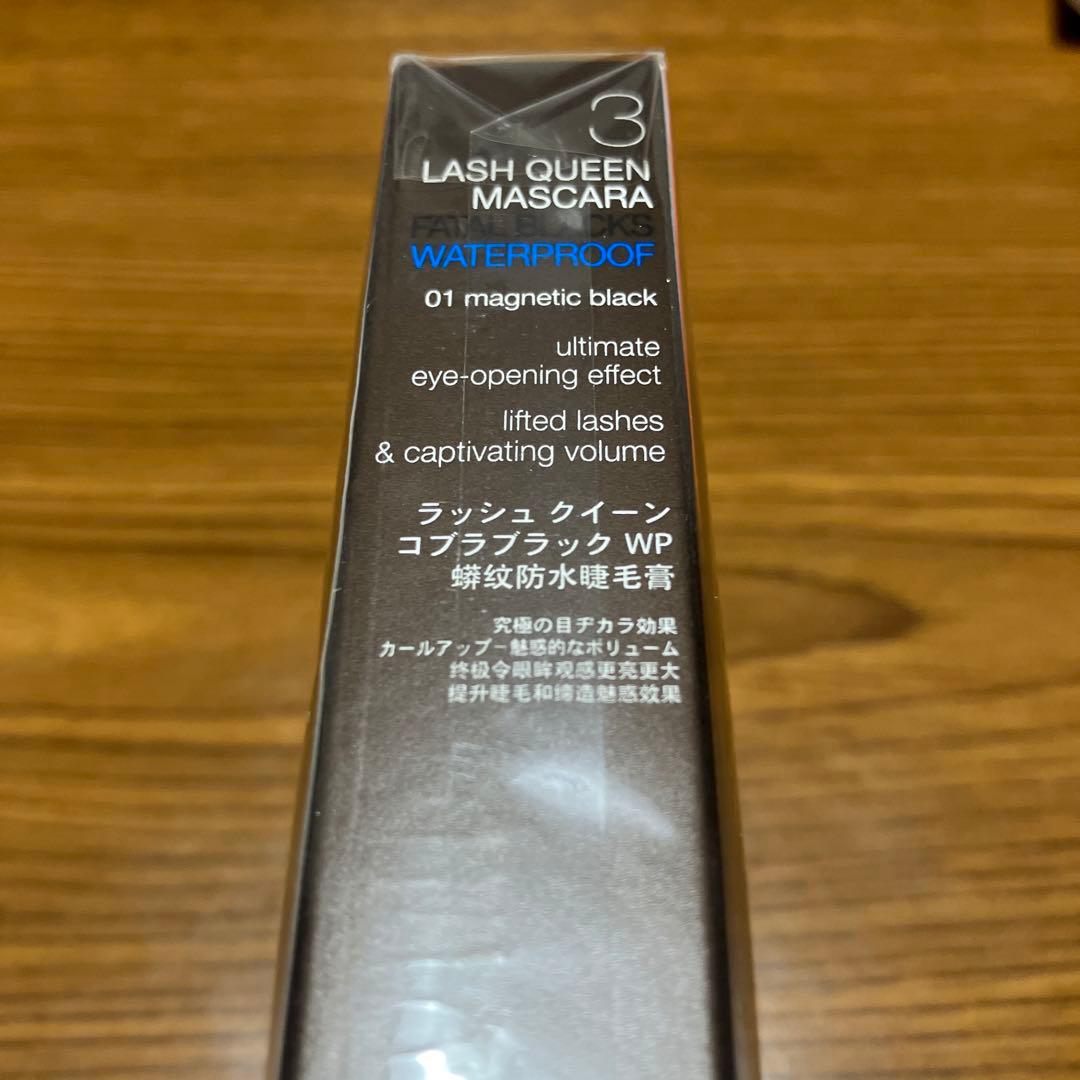 3
LASH QUEEN
MASCARA
FATAL BLACKS
WATERPROOF
01 magnetic black
ultimate
eye-opening effect
lifted lashes
& captivating volume
ラッシュ クイーン
コブラブラック WP
蟒纹防水睫毛膏
究極の目ヂカラ効果
カールアップー魅惑的なボリューム
终极令眼眸观感更亮更大
提升睫毛和缔造魅惑效果